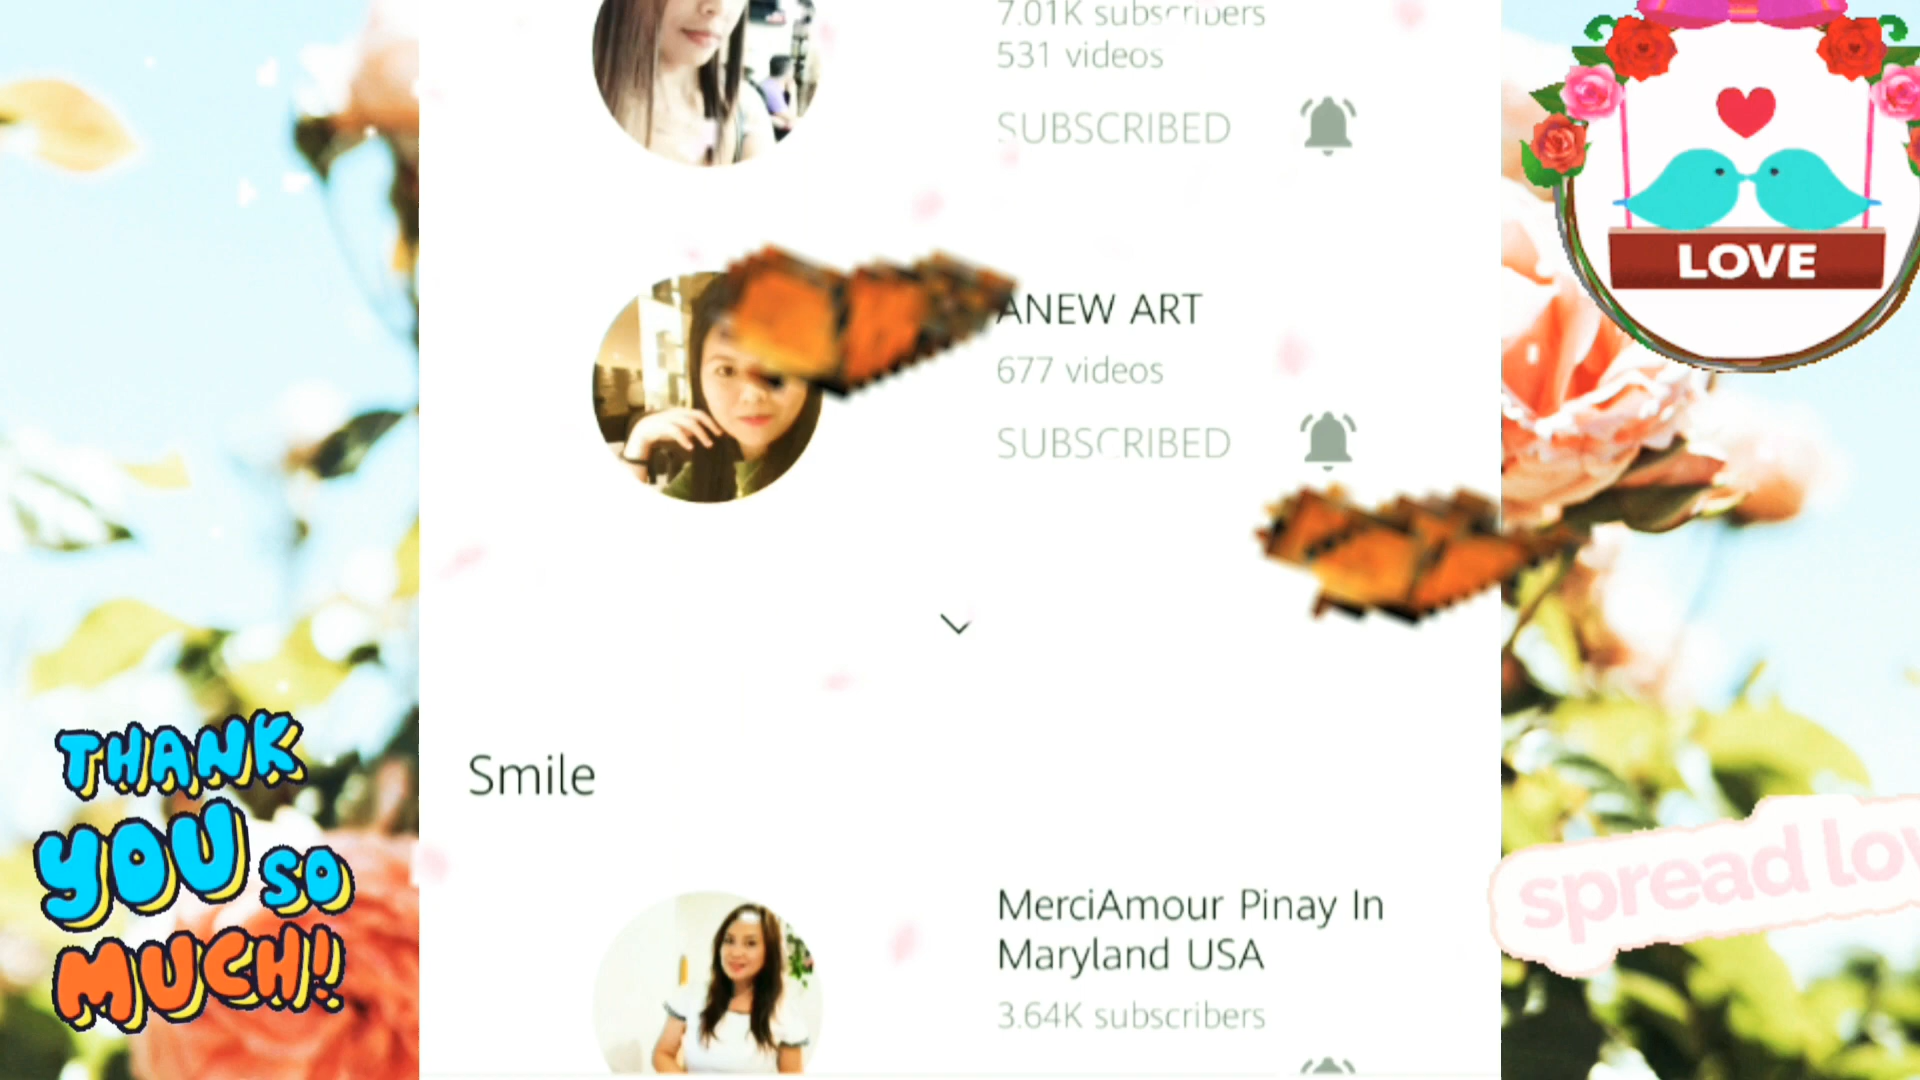 7.01K subscribers
531 videos
SUBSCRIBED
LOVE
ANEW ART
677 videos
SUBSCRIBED
Smile
THANK
YOU SO
MUCH!
spread lov
MerciAmour Pinay In
Maryland USA
3.64K subscribers